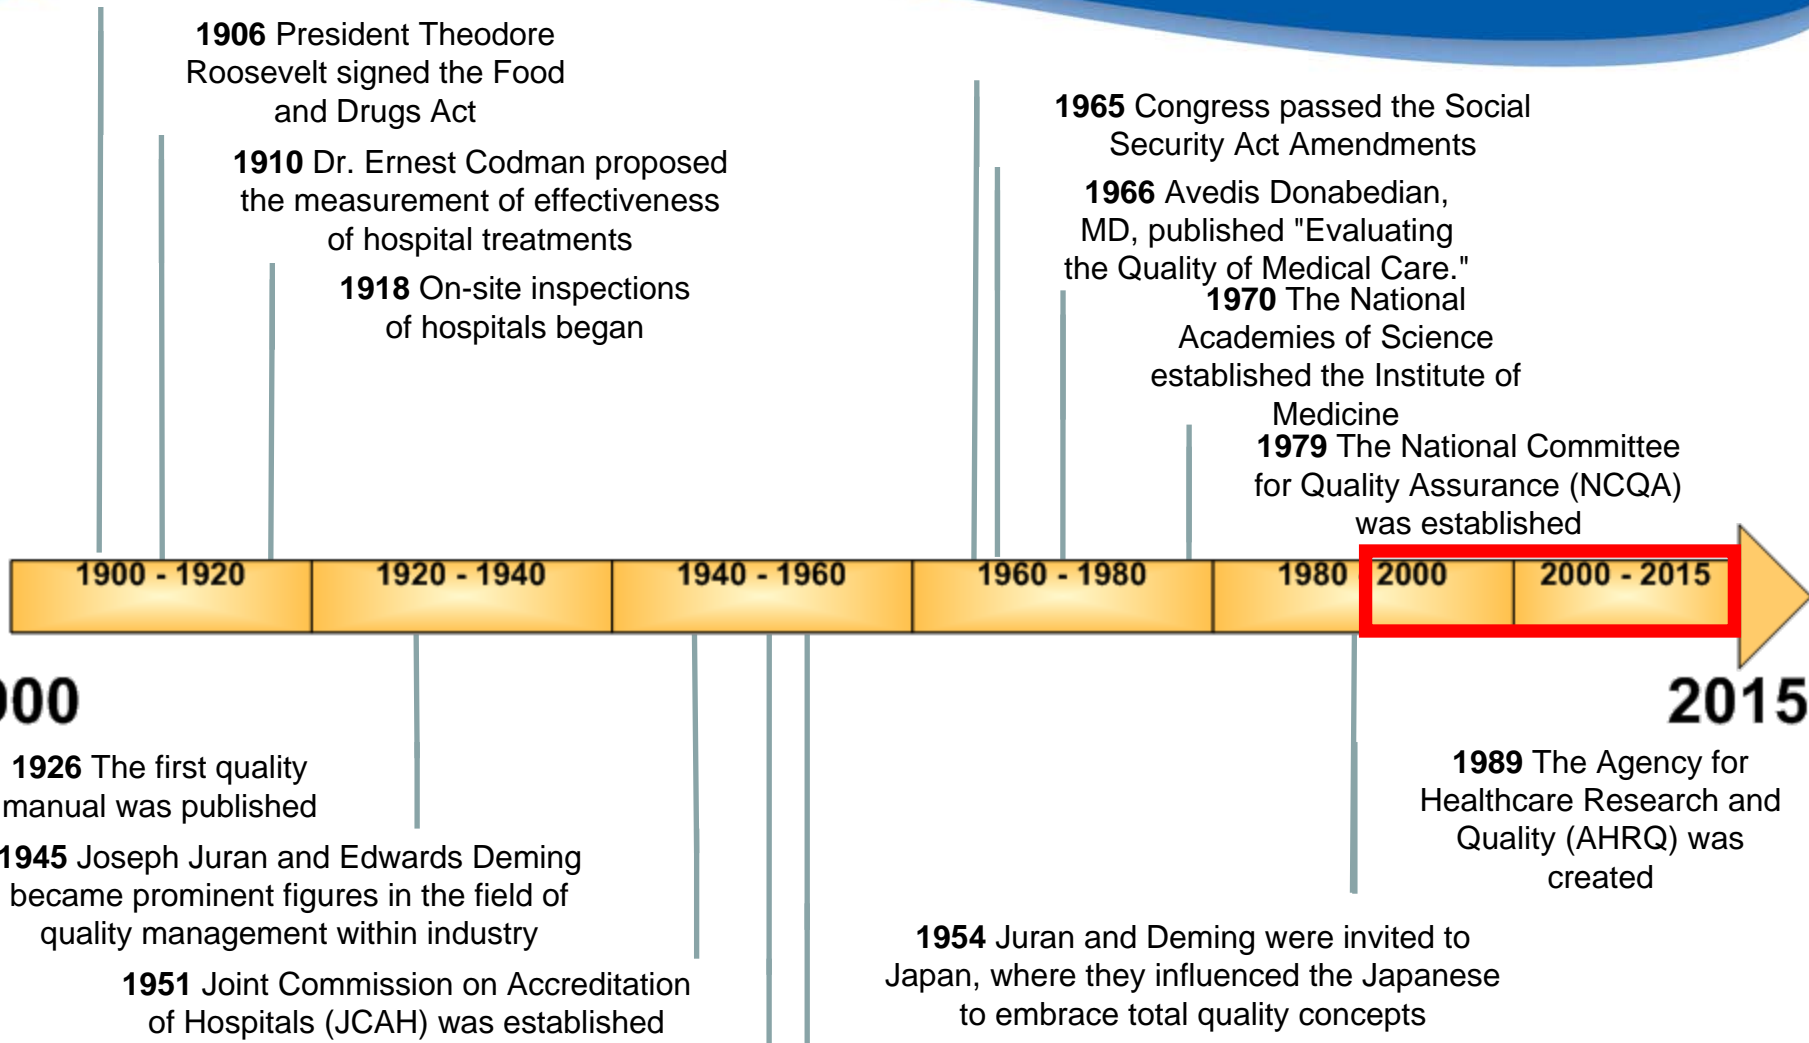 1906 President Theodore
Roosevelt signed the Food
and Drugs Act
1910 Dr. Ernest Codman proposed
the measurement of effectiveness
of hospital treatments
1918 On-site inspections
of hospitals began
1965 Congress passed the Social
Security Act Amendments
1966 Avedis Donabedian,
MD, published "Evaluating
the Quality of Medical Care."
1970 The National
Academies of Science
established the Institute of
Medicine
1979 The National Committee
for Quality Assurance (NCQA)
was established
1900 - 1920
1920 - 1940
1940 - 1960
1960 - 1980
1980 2000
2000 - 2015
00
2015
1926 The first quality
manual was published
1945 Joseph Juran and Edwards Deming
became prominent figures in the field of
quality management within industry
1951 Joint Commission on Accreditation
of Hospitals (JCAH) was established
1954 Juran and Deming were invited to
Japan, where they influenced the Japanese
to embrace total quality concepts
1989 The Agency for
Healthcare Research and
Quality (AHRQ) was
created